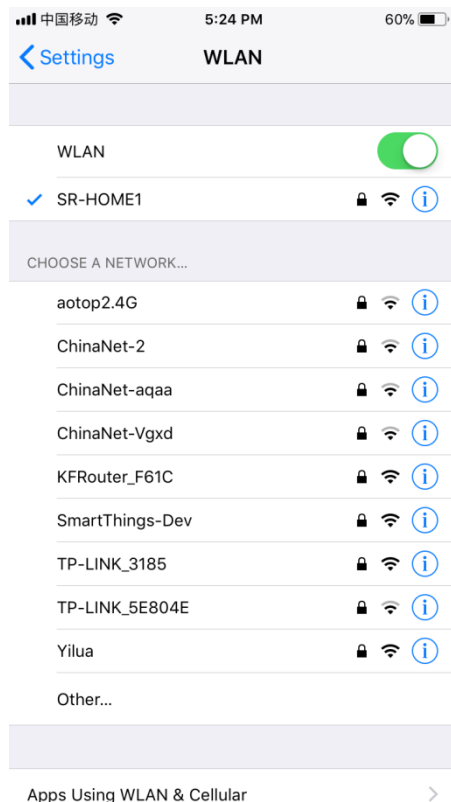 中国移动 5:24 PM 60%
Settings WLAN
WLAN
SR-HOME1
CHOOSE A NETWORK...
aotop2.4G
ChinaNet-2
ChinaNet-aqaa
ChinaNet-Vgxd
KFRouter_F61C
SmartThings-Dev
TP-LINK_3185
TP-LINK_5E804E
Yilua
Other...
Apps Using WLAN & Cellular